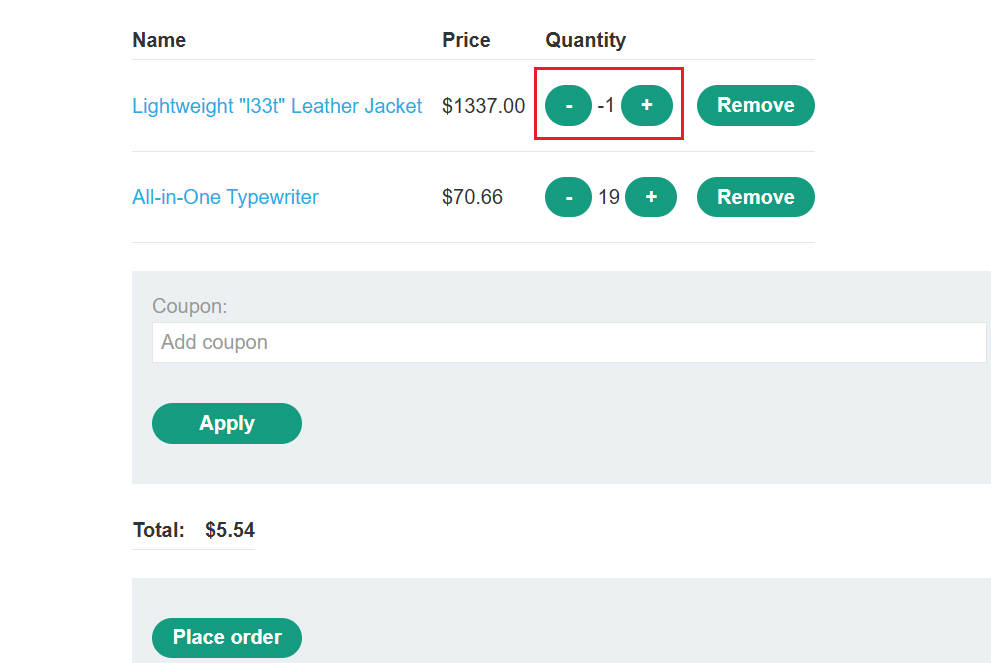 Name Price Quantity
Lightweight "l33t" Leather Jacket $1337.00 - -1 + Remove
All-in-One Typewriter $70.66 - 19 + Remove
Coupon:
Add coupon
Apply
Total: $5.54
Place order